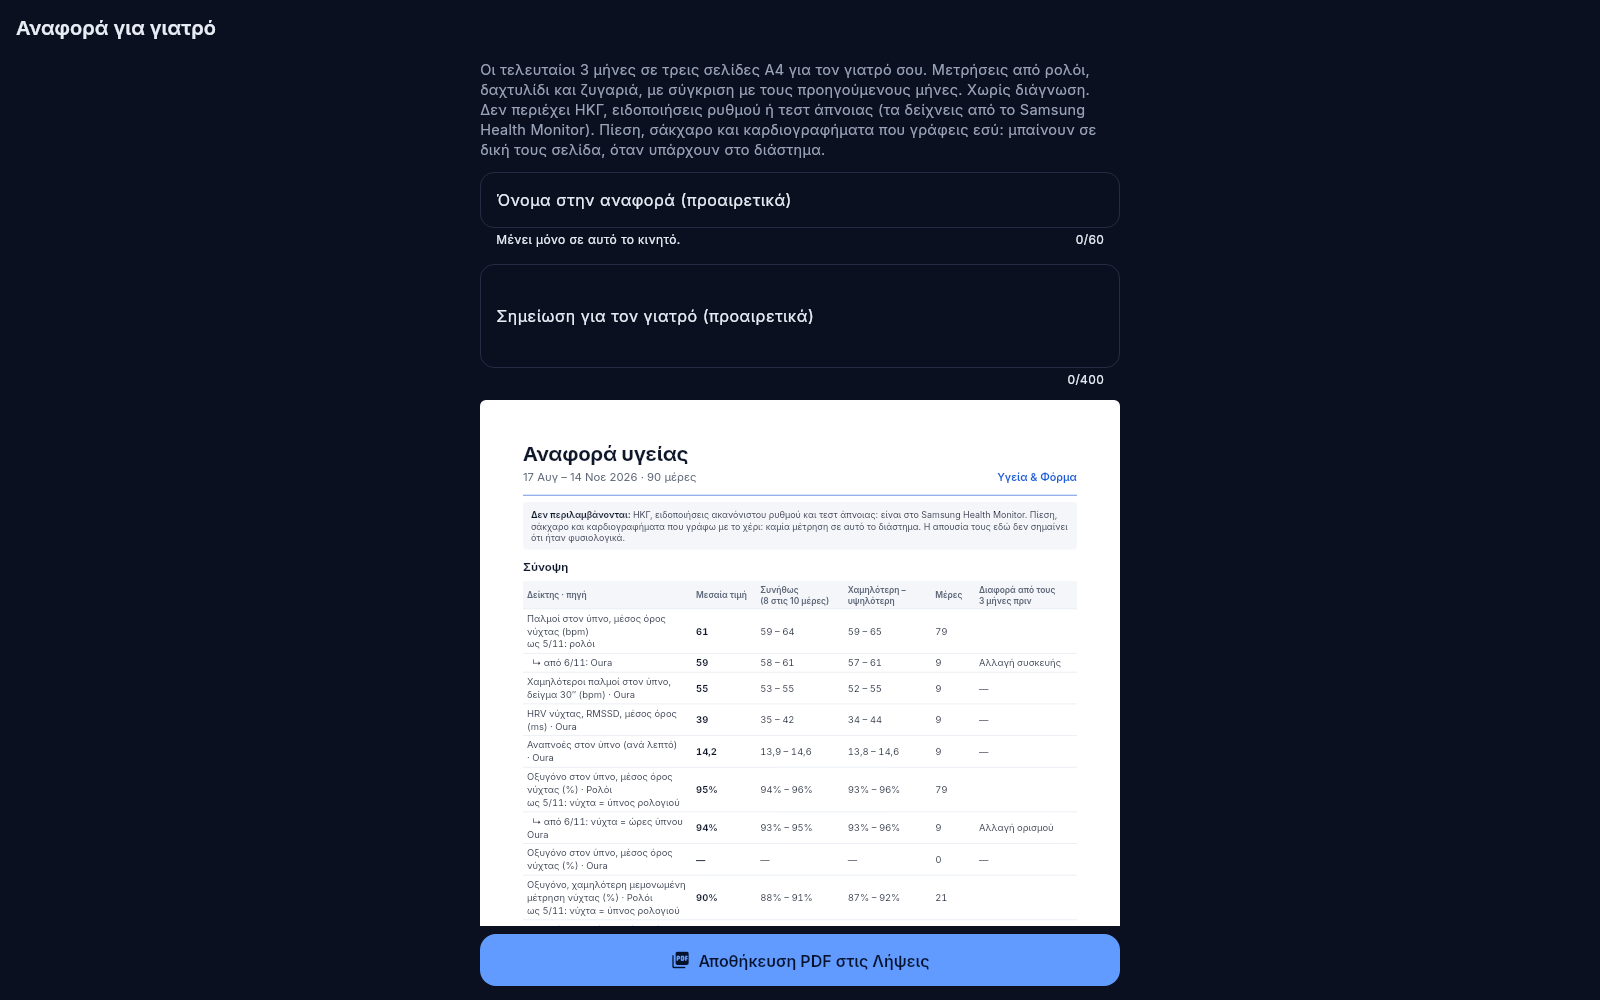 Αναφορά για γιατρό
Οι τελευταίοι 3 μήνες σε τρεις σελίδες A4 για τον γιατρό σου. Μετρήσεις από ρολόι,
δαχτυλίδι και ζυγαριά, με σύγκριση με τους προηγούμενους μήνες. Χωρίς διάγνωση.
Δεν περιέχει ΗΚΓ, ειδοποιήσεις ρυθμού ή τεστ άπνοιας (τα δείχνεις από το Samsung
Health Monitor). Πίεση, σάκχαρο και καρδιογραφήματα που γράφεις εσύ: μπαίνουν σε
δική τους σελίδα, όταν υπάρχουν στο διάστημα.
Όνομα στην αναφορά (προαιρετικά)
Μένει μόνο σε αυτό το κινητό. 0/60
Σημείωση για τον γιατρό (προαιρετικά)
0/400
Αναφορά υγείας
17 Αυγ – 14 Νοε 2026 · 90 μέρες Υγεία & Φόρμα
Δεν περιλαμβάνονται: ΗΚΓ, ειδοποιήσεις ακανόνιστου ρυθμού και τεστ άπνοιας: είναι στο Samsung Health Monitor. Πίεση,
σάκχαρο και καρδιογραφήματα που γράφω με το χέρι: καμία μέτρηση σε αυτό το διάστημα. Η απουσία τους εδώ δεν σημαίνει
ότι ήταν φυσιολογικά.
Σύνοψη
Δείκτης · πηγή Μεσαία τιμή Συνήθως (8 στις 10 μέρες) Χαμηλότερη – υψηλότερη Μέρες Διαφορά από τους 3 μήνες πριν
Παλμοί στον ύπνο, μέσος όρος
νύχτας (bpm) 61 59 – 64 59 – 65 79
ως 5/11: ρολόι
↳ από 6/11: Oura 59 58 – 61 57 – 61 9 Αλλαγή συσκευής
Χαμηλότεροι παλμοί στον ύπνο,
δείγμα 30″ (bpm) · Oura 55 53 – 55 52 – 55 9 —
HRV νύχτας, RMSSD, μέσος όρος
(ms) · Oura 39 35 – 42 34 – 44 9 —
Αναπνοές στον ύπνο (ανά λεπτό)
· Oura 14,2 13,9 – 14,6 13,8 – 14,6 9 —
Οξυγόνο στον ύπνο, μέσος όρος
νύχτας (%) · Ρολόι 95% 94% – 96% 93% – 96% 79
ως 5/11: νύχτα = ύπνος ρολογιού
↳ από 6/11: νύχτα = ώρες ύπνου
Oura 94% 93% – 95% 93% – 96% 9 Αλλαγή ορισμού
Οξυγόνο στον ύπνο, μέσος όρος
νύχτας (%) · Oura — — — 0 —
Οξυγόνο, χαμηλότερη μεμονωμένη
μέτρηση νύχτας (%) · Ρολόι 90% 88% – 91% 87% – 92% 21
ως 5/11: νύχτα = ύπνος ρολογιού
PDF Αποθήκευση PDF στις Λήψεις